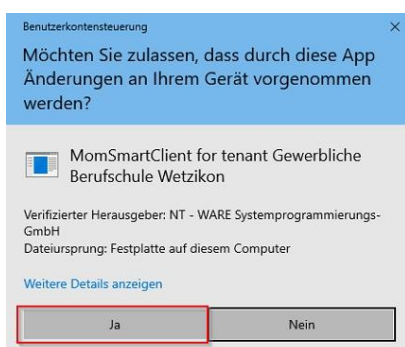 Benutzerkontensteuerung
Möchten Sie zulassen, dass durch diese App
Änderungen an Ihrem Gerät vorgenommen
werden?
MomSmartClient for tenant Gewerbliche
Berufschule Wetzikon
Verifizierter Herausgeber: NT - WARE Systemprogrammierungs-
GmbH
Dateiursprung: Festplatte auf diesem Computer
Weitere Details anzeigen
Ja Nein